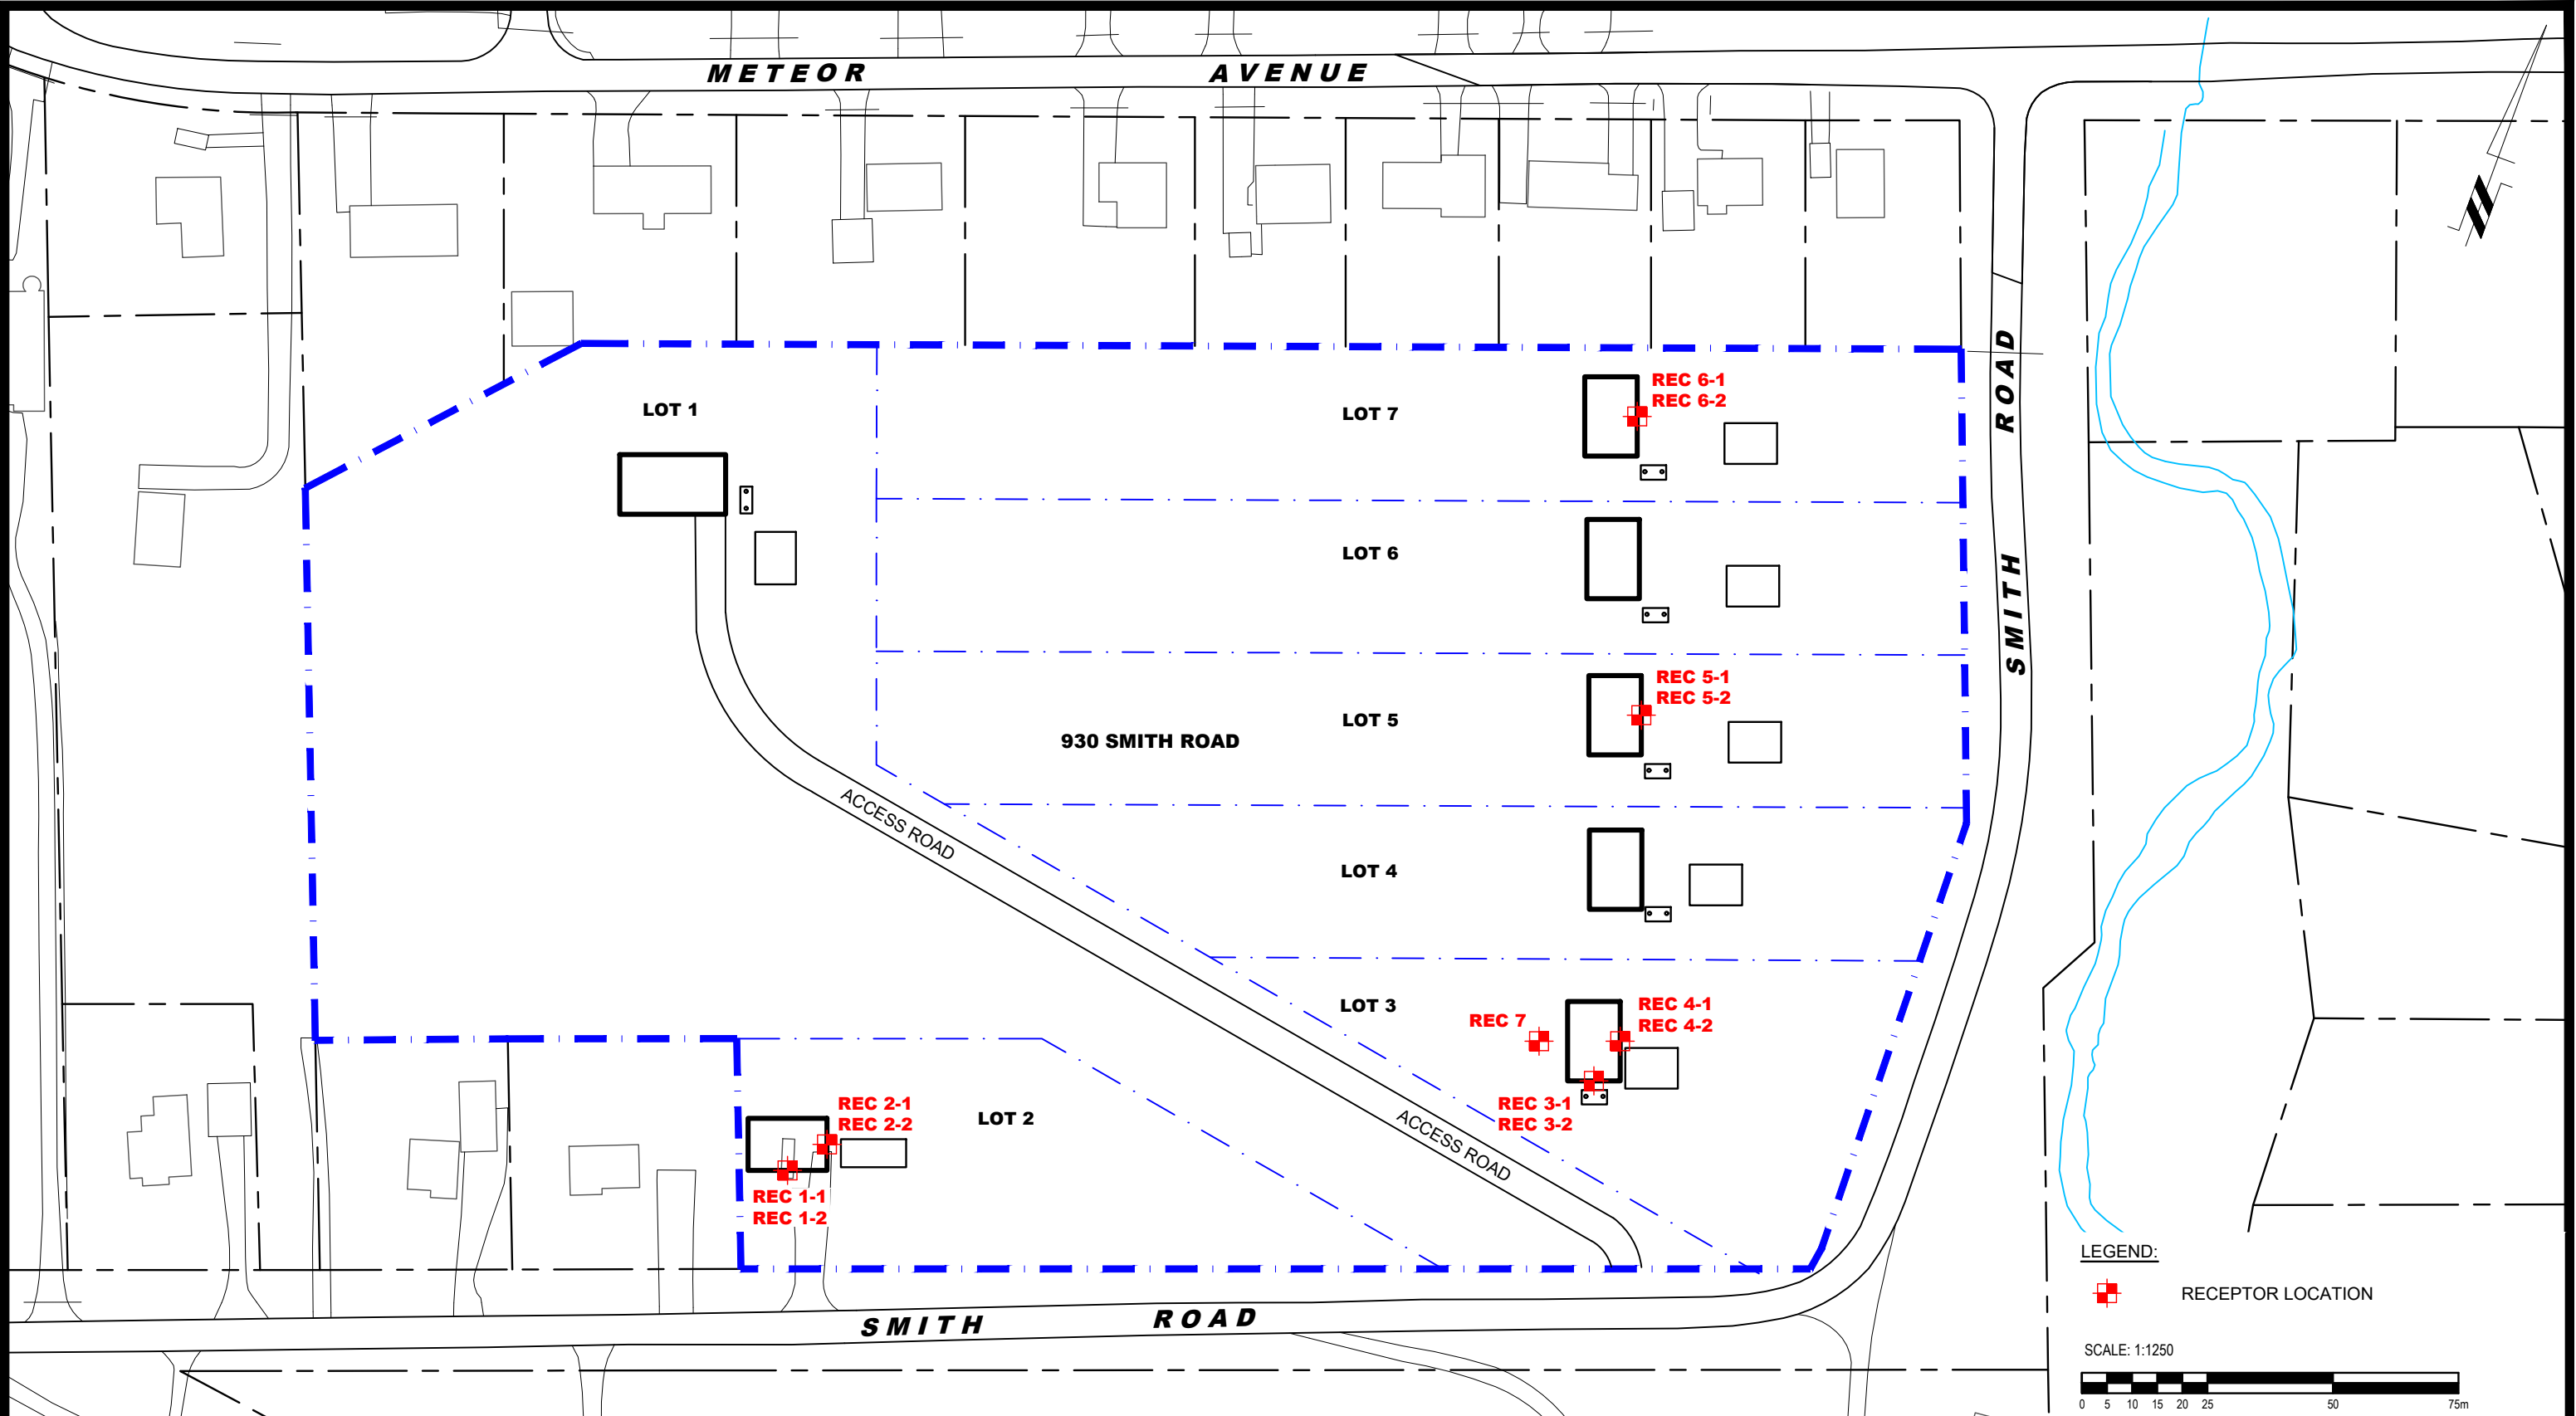 METEOR AVENUE
REC 6-1
REC 6-2
LOT 1
LOT 7
SMITH ROAD
LOT 6
REC 5-1
REC 5-2
LOT 5
930 SMITH ROAD
ACCESS ROAD
LOT 4
LOT 3
REC 4-1
REC 4-2
REC 7
REC 2-1
REC 2-2
LOT 2
REC 3-1
REC 3-2
ACCESS ROAD
REC 1-1
REC 1-2
SMITH ROAD
LEGEND:
RECEPTOR LOCATION
SCALE: 1:1250
0 5 10 15 20 25 50 75m